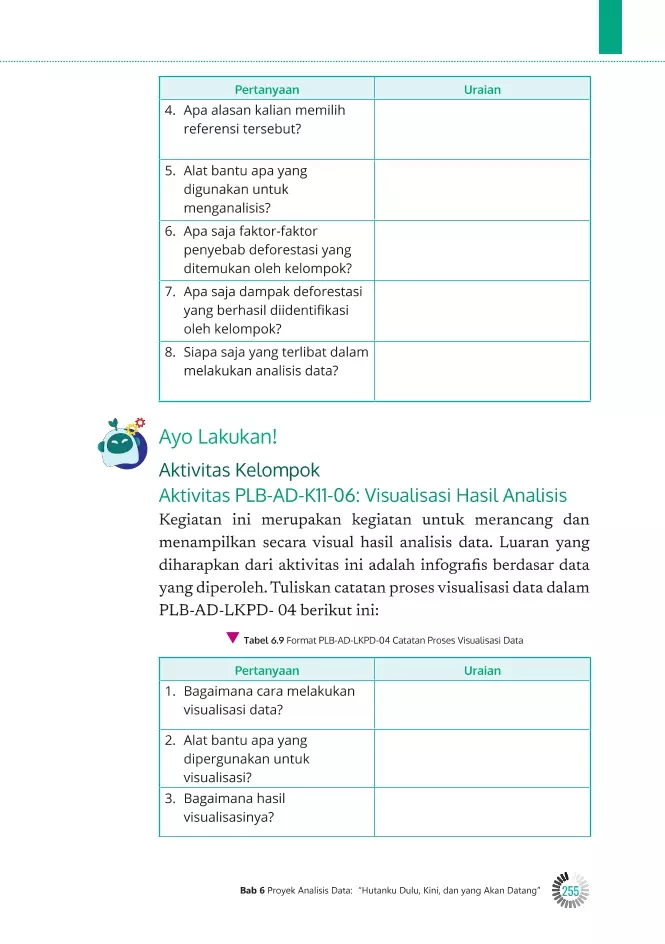 Pertanyaan Uraian
4. Apa alasan kalian memilih
referensi tersebut?
5. Alat bantu apa yang
digunakan untuk
menganalisis?
6. Apa saja faktor-faktor
penyebab deforestasi yang
ditemukan oleh kelompok?
7. Apa saja dampak deforestasi
yang berhasil diidentifikasi
oleh kelompok?
8. Siapa saja yang terlibat dalam
melakukan analisis data?
Ayo Lakukan!
Aktivitas Kelompok
Aktivitas PLB-AD-K11-06: Visualisasi Hasil Analisis
Kegiatan ini merupakan kegiatan untuk merancang dan
menampilkan secara visual hasil analisis data. Luaran yang
diharapkan dari aktivitas ini adalah infografis berdasar data
yang diperoleh. Tuliskan catatan proses visualisasi data dalam
PLB-AD-LKPD- 04 berikut ini:
Tabel 6.9 Format PLB-AD-LKPD-04 Catatan Proses Visualisasi Data
Pertanyaan Uraian
1. Bagaimana cara melakukan
visualisasi data?
2. Alat bantu apa yang
dipergunakan untuk
visualisasi?
3. Bagaimana hasil
visualisasinya?
Bab 6 Proyek Analisis Data: "Hutanku Dulu, Kini, dan yang Akan Datang" 255